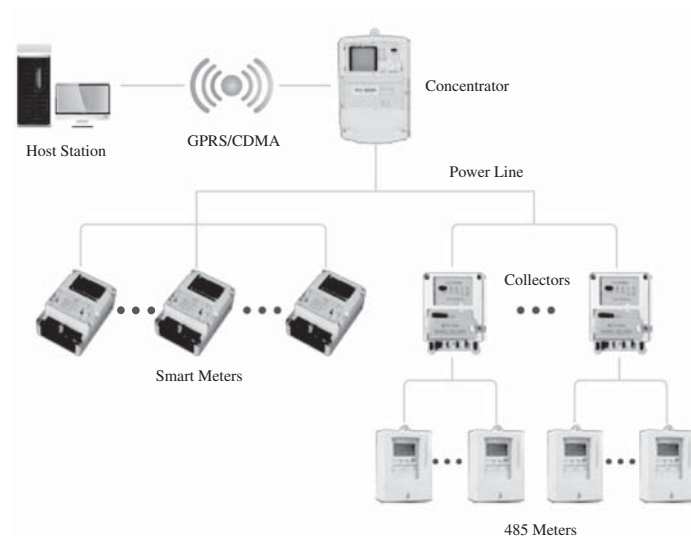 Concentrator
GPRS/CDMA
Host Station
Power Line
Collectors
Smart Meters
485 Meters